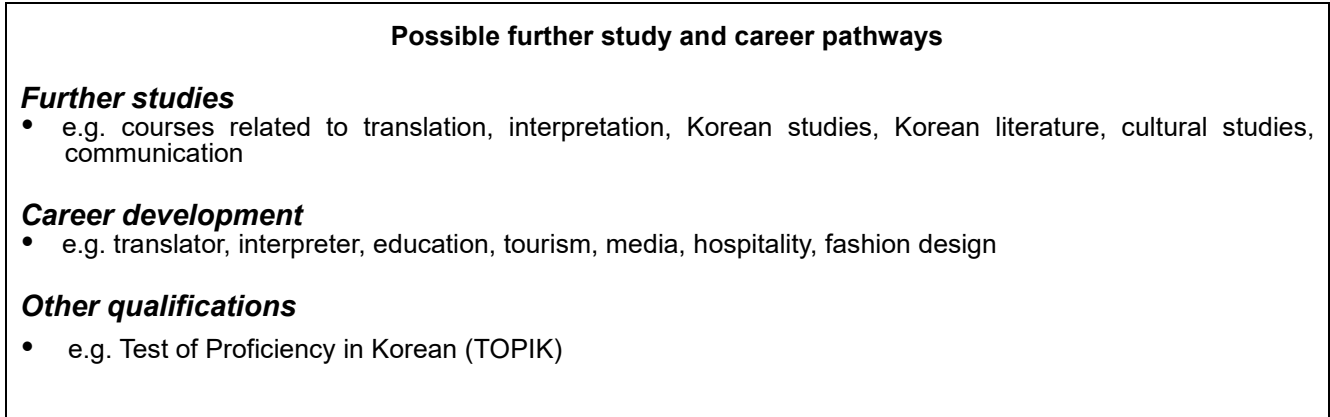 Possible further study and career pathways
Further studies
• e.g. courses related to translation, interpretation, Korean studies, Korean literature, cultural studies,
communication
Career development
• e.g. translator, interpreter, education, tourism, media, hospitality, fashion design
Other qualifications
• e.g. Test of Proficiency in Korean (TOPIK)